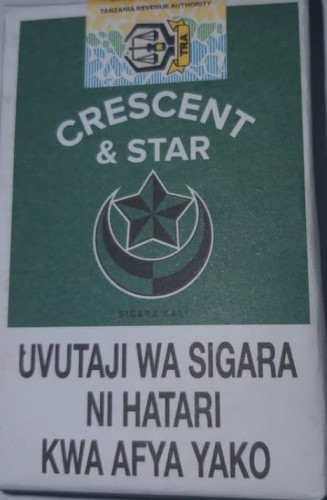 TANZANIA REVENUE AUTHORITY
TRA
CRESCENT
& STAR
SIGARA KALI
UVUTAJI WA SIGARA
NI HATARI
KWA AFYA YAKO